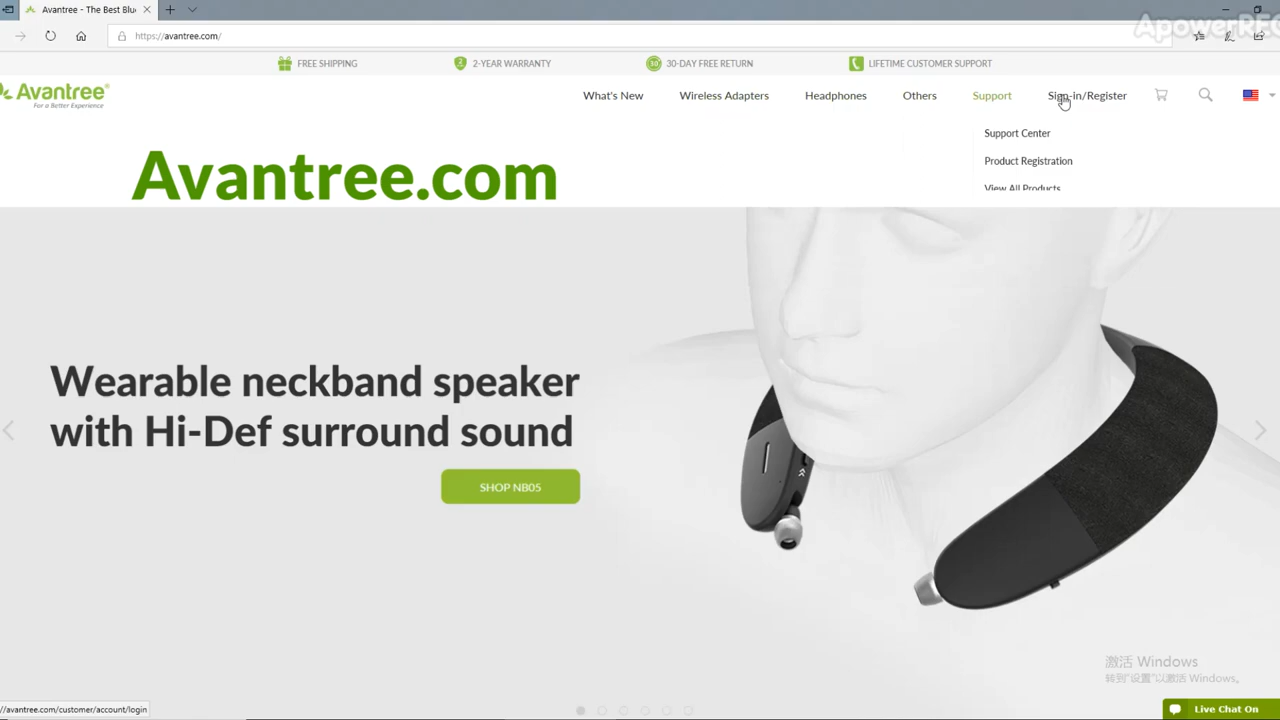 Avantree - The Best Blu
ApowerREC
https://avantree.com/
FREE SHIPPING
2-YEAR WARRANTY
30-DAY FREE RETURN
LIFETIME CUSTOMER SUPPORT
Avantree®
For a Better Experience
What's New
Wireless Adapters
Headphones
Others
Support
Sign-in/Register
Support Center
Product Registration
View All Products
Avantree.com
Wearable neckband speaker
with Hi-Def surround sound
SHOP NB05
激活 Windows
转到"设置"以激活 Windows。
//avantree.com/customer/account/login
Live Chat On